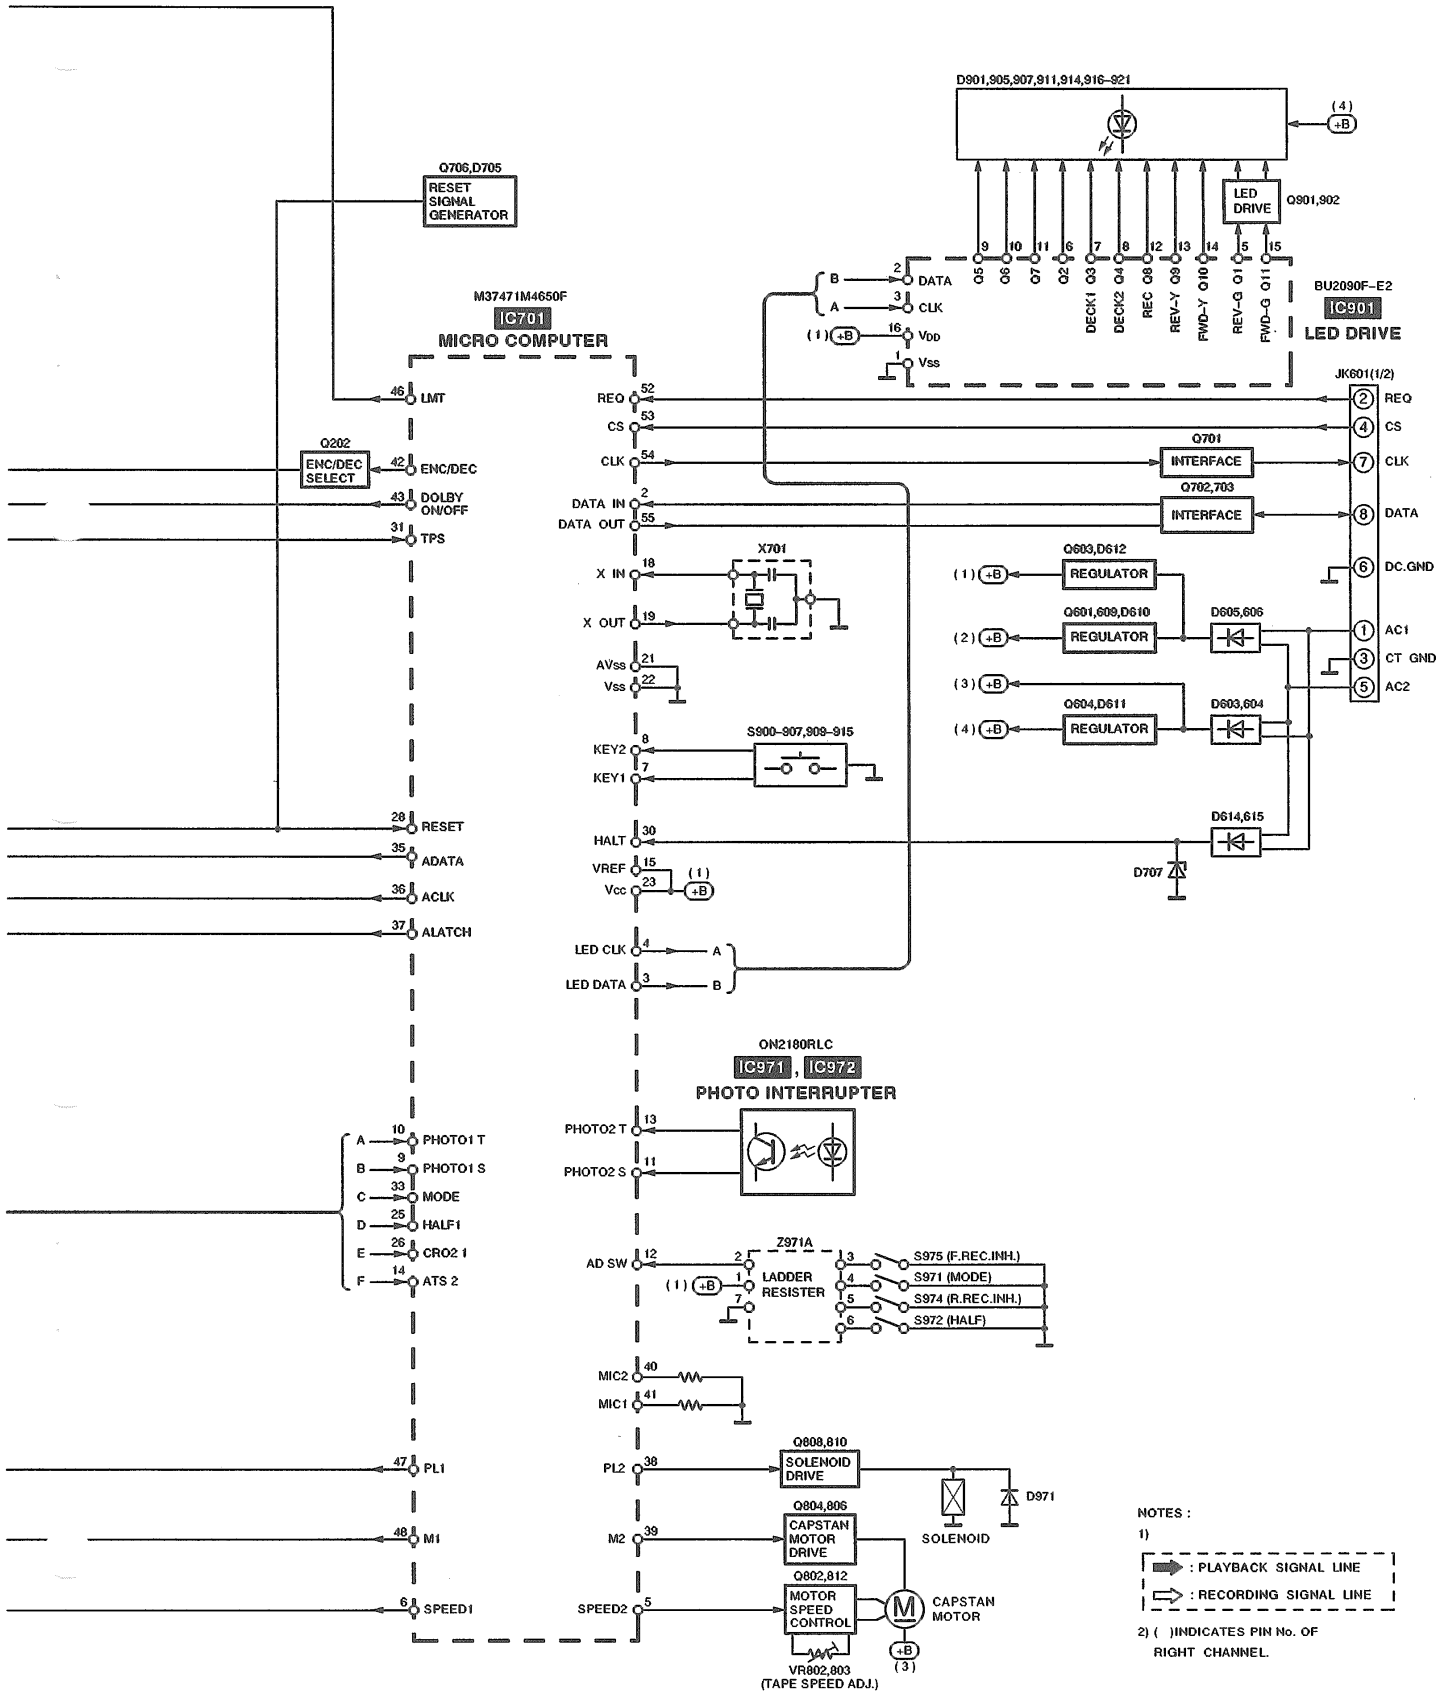 D901,905,907,911,914,916–921
(4)
+B
Q706,D705
RESET
SIGNAL
GENERATOR
LED
DRIVE
Q901,902
9 10 11 6 7 8 12 13 14 5 15
Q5
Q6
Q7
Q2
DECK1 Q3
DECK2 Q4
REC Q8
REV-Y Q9
FWD-Y Q10
REV-G Q1
FWD-G Q11
B 2 DATA
A 3 CLK
(1) +B 16 VDD
1 VSS
BU2090F-E2
IC901
LED DRIVE
M37471M4650F
IC701
MICRO COMPUTER
JK601(1/2)
46 LMT
REQ 52
2 REQ
CS 53
4 CS
Q202
ENC/DEC
SELECT
42 ENC/DEC
CLK 54
Q701
INTERFACE
7 CLK
43 DOLBY
ON/OFF
DATA IN 2
DATA OUT 55
Q702,703
INTERFACE
8 DATA
31 TPS
X IN 18
X701
X OUT 19
Q603,D612
(1) +B
REGULATOR
6 DC.GND
Q601,609,D610
(2) +B
REGULATOR
D605,606
1 AC1
3 CT GND
5 AC2
AVss 21
Vss 22
(3) +B
Q604,D611
(4) +B
REGULATOR
D603,604
KEY2 8
KEY1 7
S900-907,909-915
28 RESET
35 ADATA
36 ACLK
37 ALATCH
HALT 30
D614,615
D707
VREF 15
Vcc 23
(1)
+B
LED CLK 4 A
LED DATA 3 B
ON2180RLC
IC971 , IC972
PHOTO INTERRUPTER
A 10 PHOTO1 T
B 9 PHOTO1 S
C 33 MODE
D 25 HALF1
E 26 CRO2 1
F 14 ATS 2
PHOTO2 T 13
PHOTO2 S 11
AD SW 12
Z971A
LADDER
RESISTER
2
(1) +B 1
7
3 S975 (F.REC.INH.)
4 S971 (MODE)
5 S974 (R.REC.INH.)
6 S972 (HALF)
MIC2 40
MIC1 41
47 PL1
PL2 38
Q808,810
SOLENOID
DRIVE
SOLENOID
D971
48 M1
M2 39
Q804,806
CAPSTAN
MOTOR
DRIVE
6 SPEED1
SPEED2 5
Q802,812
MOTOR
SPEED
CONTROL
M
CAPSTAN
MOTOR
+B
(3)
VR802,803
(TAPE SPEED ADJ.)
NOTES :
1)
: PLAYBACK SIGNAL LINE
: RECORDING SIGNAL LINE
2) ( )INDICATES PIN No. OF
RIGHT CHANNEL.